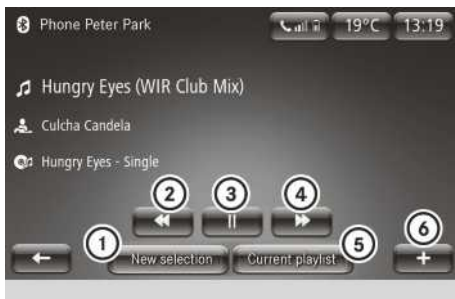 Phone Peter Park 19°C 13:19
Hungry Eyes (WIR Club Mix)
Culcha Candela
Hungry Eyes - Single
2 3 4
1 5 6
New selection Current playlist +